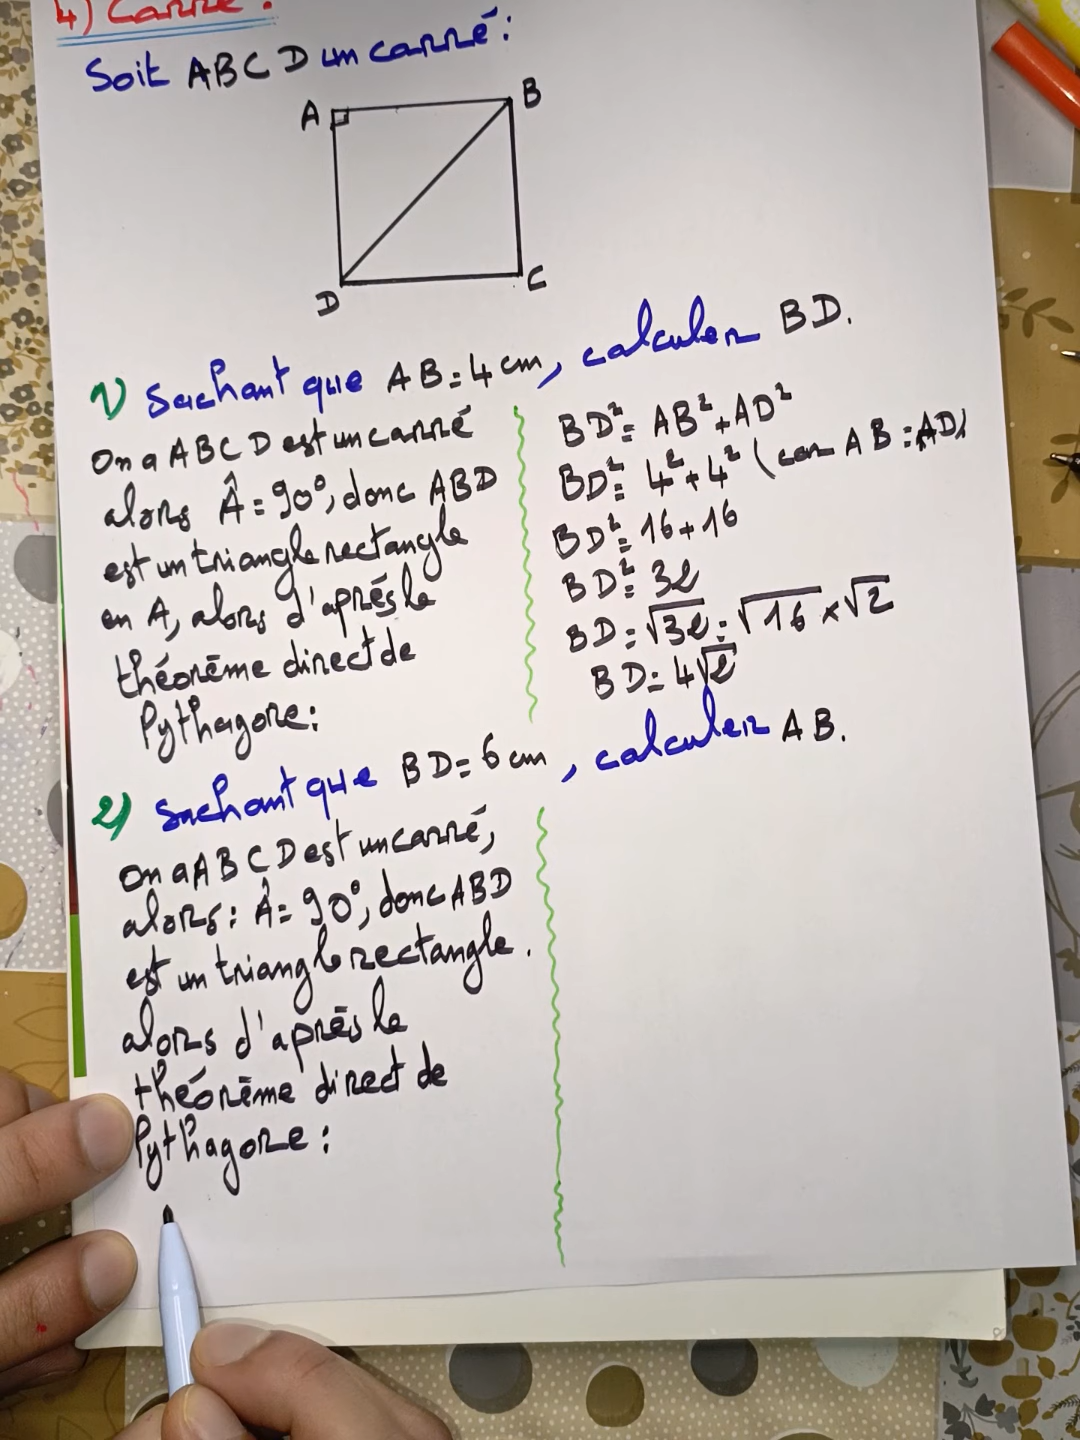 4) Carré :
Soit ABCD un carré :
A
B
D
C
1) Sachant que AB = 4 cm, calculer BD.
On a ABCD est un carré
alors Â = 90°, donc ABD
est un triangle rectangle
en A, alors d'après le
théorème direct de
Pythagore :
BD² = AB² + AD²
BD² = 4² + 4² (car AB = AD)
BD² = 16 + 16
BD² = 32
BD = √32 = √16 × √2
BD = 4√2
2) Sachant que BD = 6 cm, calculer AB.
On a ABCD est un carré,
alors : Â = 90°, donc ABD
est un triangle rectangle.
alors d'après le
théorème direct de
Pythagore :